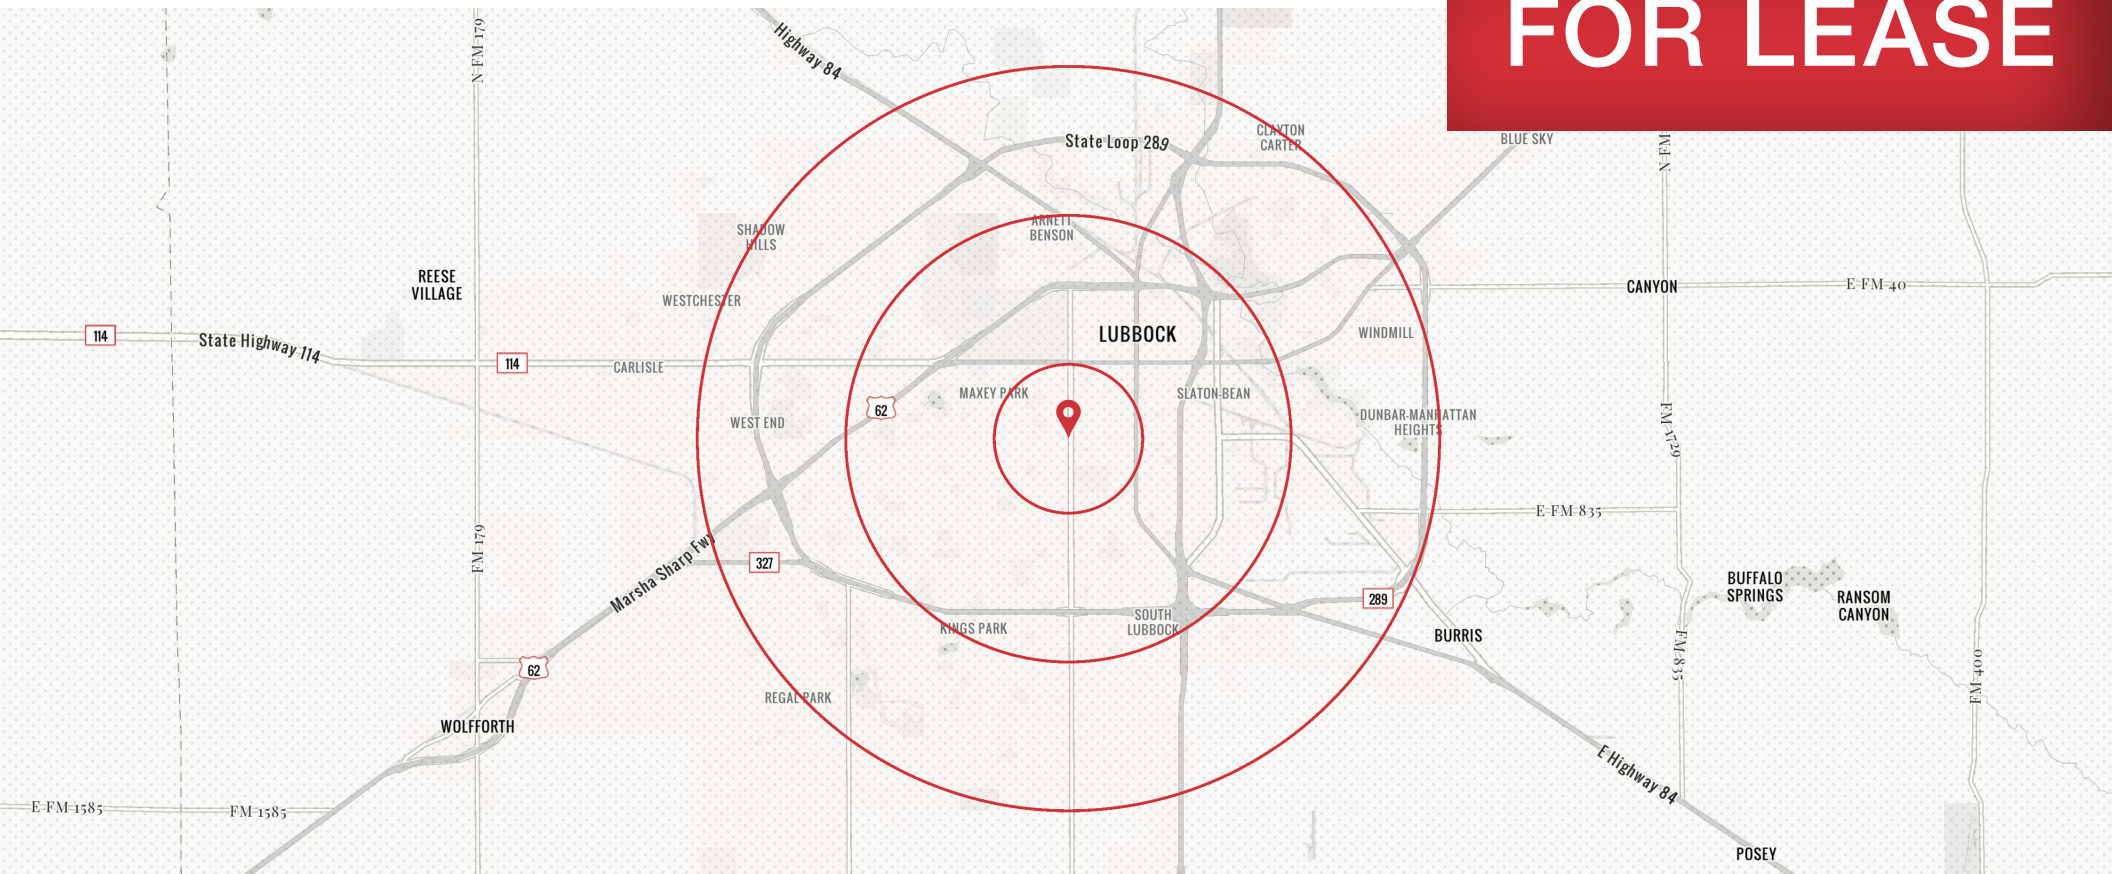 FOR LEASE
N FM 179
Highway 84
State Loop 289
CLAYTON
CARTER
BLUE SKY
N FM
ARNETT
BENSON
SHADOW
HILLS
REESE
VILLAGE
WESTCHESTER
CANYON
E FM 40
114
State Highway 114
LUBBOCK
WINDMILL
114
CARLISLE
MAXEY PARK
SLATON-BEAN
62
WEST END
DUNBAR-MANHATTAN
HEIGHTS
FM 1729
E FM 835
FM 179
Marsha Sharp Fwy
327
289
BUFFALO
SPRINGS
RANSOM
CANYON
KINGS PARK
SOUTH
LUBBOCK
BURRIS
FM 835
FM 400
62
REGAL PARK
WOLFFORTH
E Highway 84
E FM 1585
FM 1585
POSEY